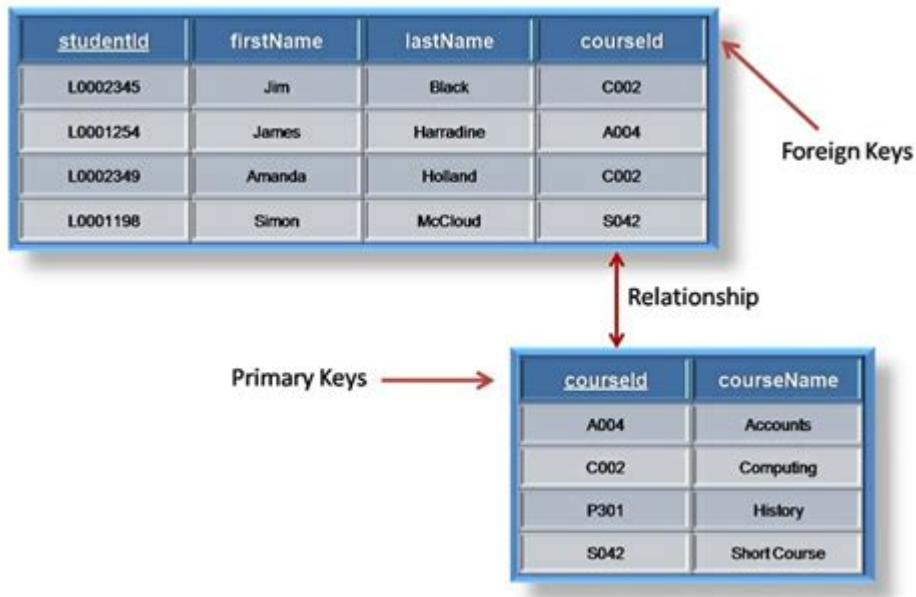 studentId firstName lastName courseId
L0002345 Jim Black C002
L0001254 James Harradine A004
L0002349 Amanda Holland C002
L0001198 Simon McCloud S042
Foreign Keys
Relationship
Primary Keys
courseId courseName
A004 Accounts
C002 Computing
P301 History
S042 Short Course